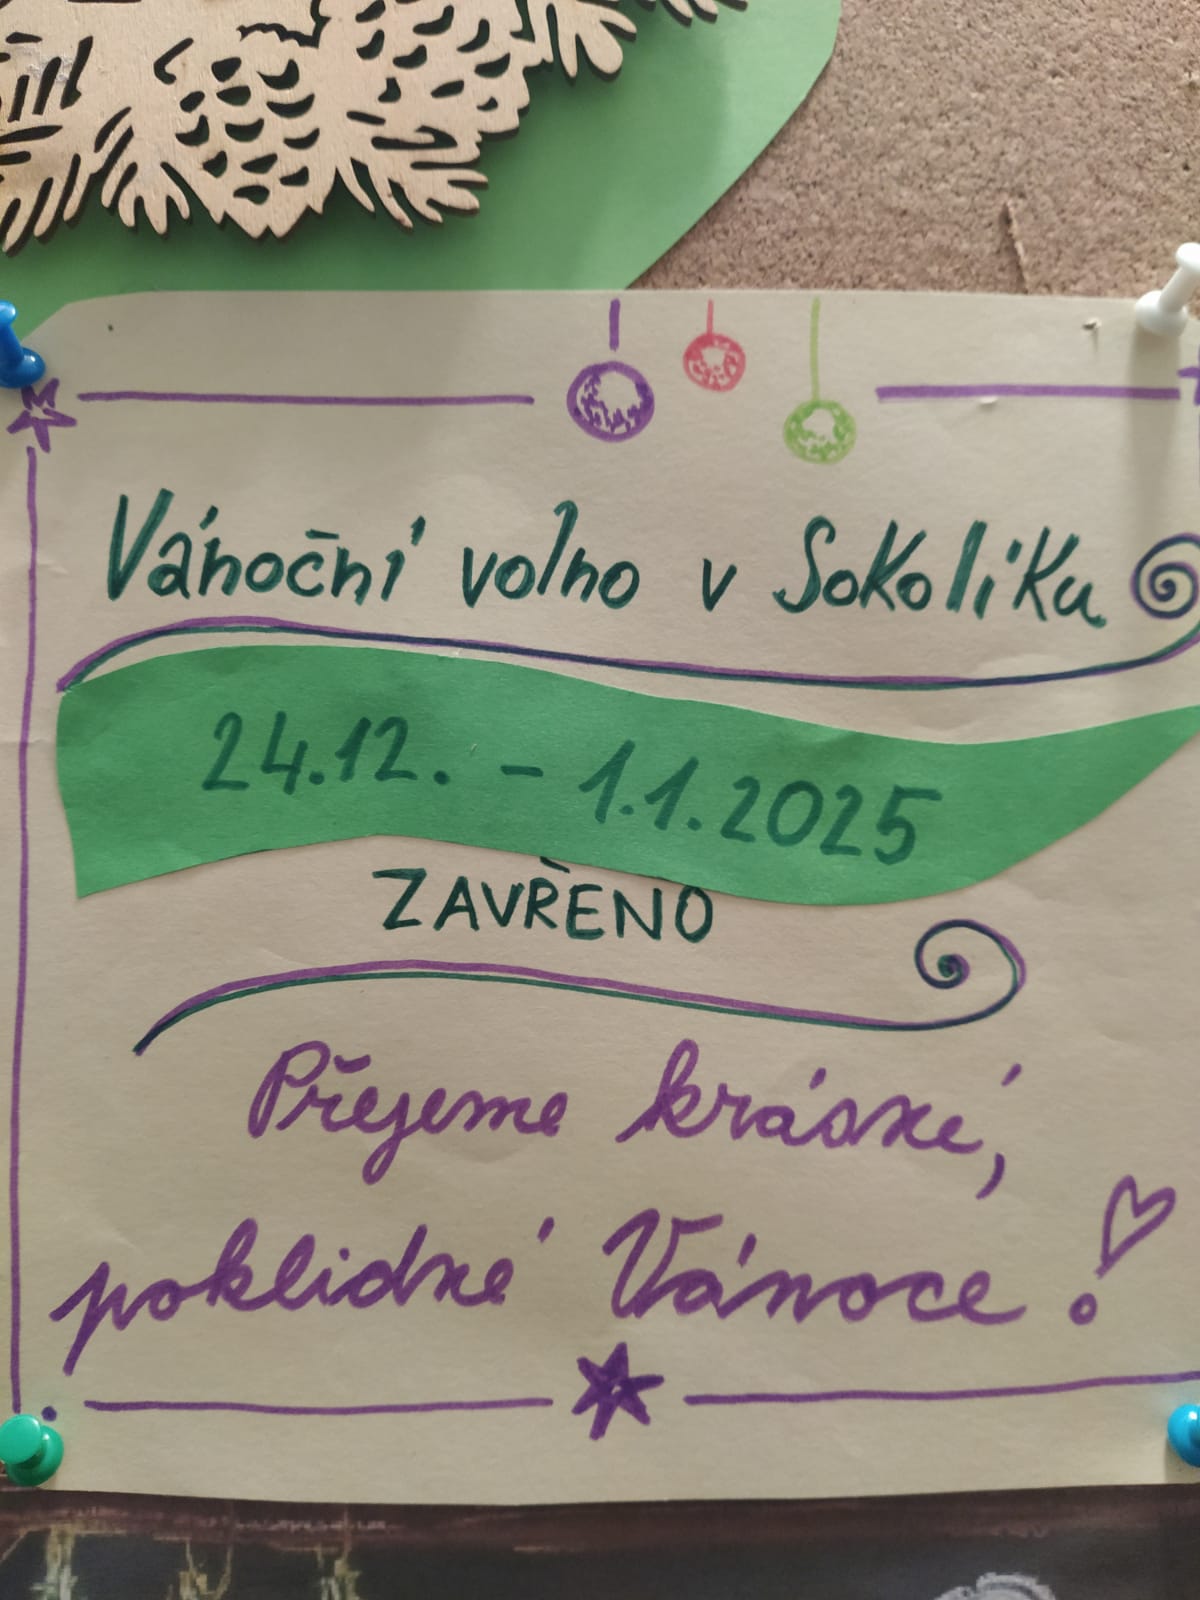 Vánoční volno v Sokolíku
24.12. - 1.1.2025
ZAVŘENO
Přejeme krásné,
poklidné Vánoce!